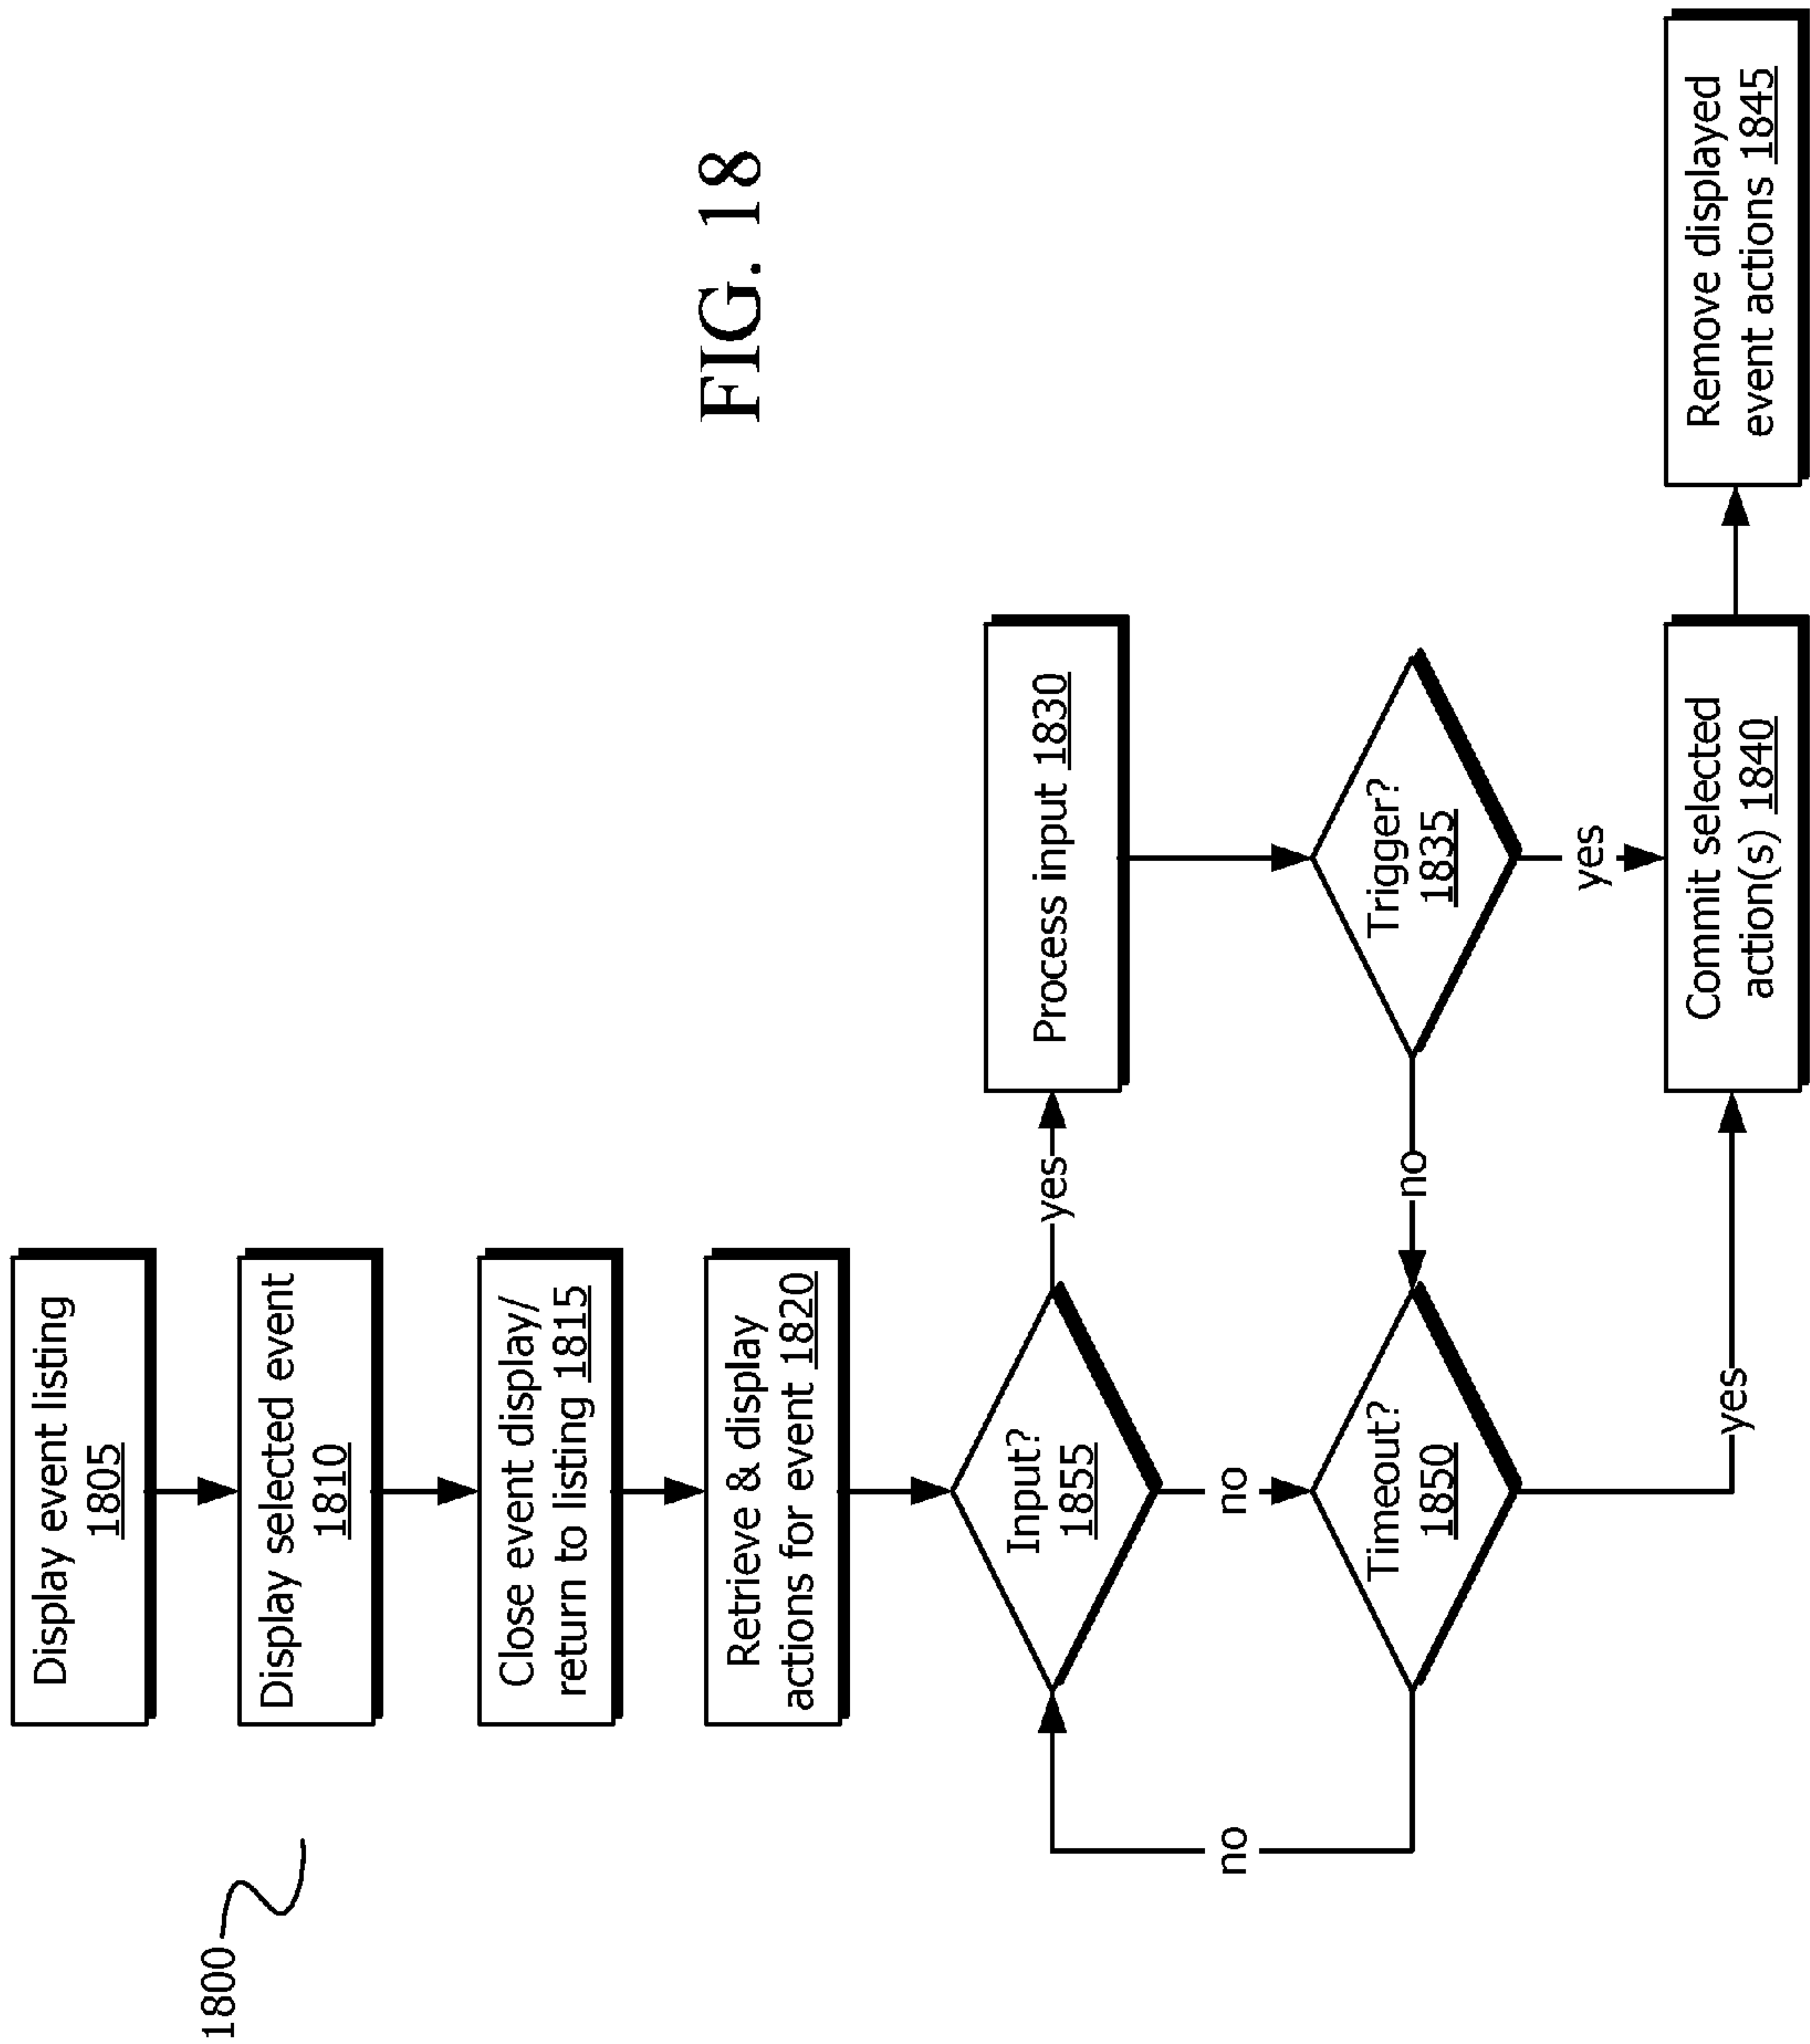 1800
Display event listing
1805
Display selected event
1810
Close event display/
return to listing 1815
Retrieve & display
actions for event 1820
Input?
1855
yes
Process input 1830
no
no
Timeout?
1850
no
Trigger?
1835
yes
yes
Commit selected
action(s) 1840
Remove displayed
event actions 1845
FIG. 18